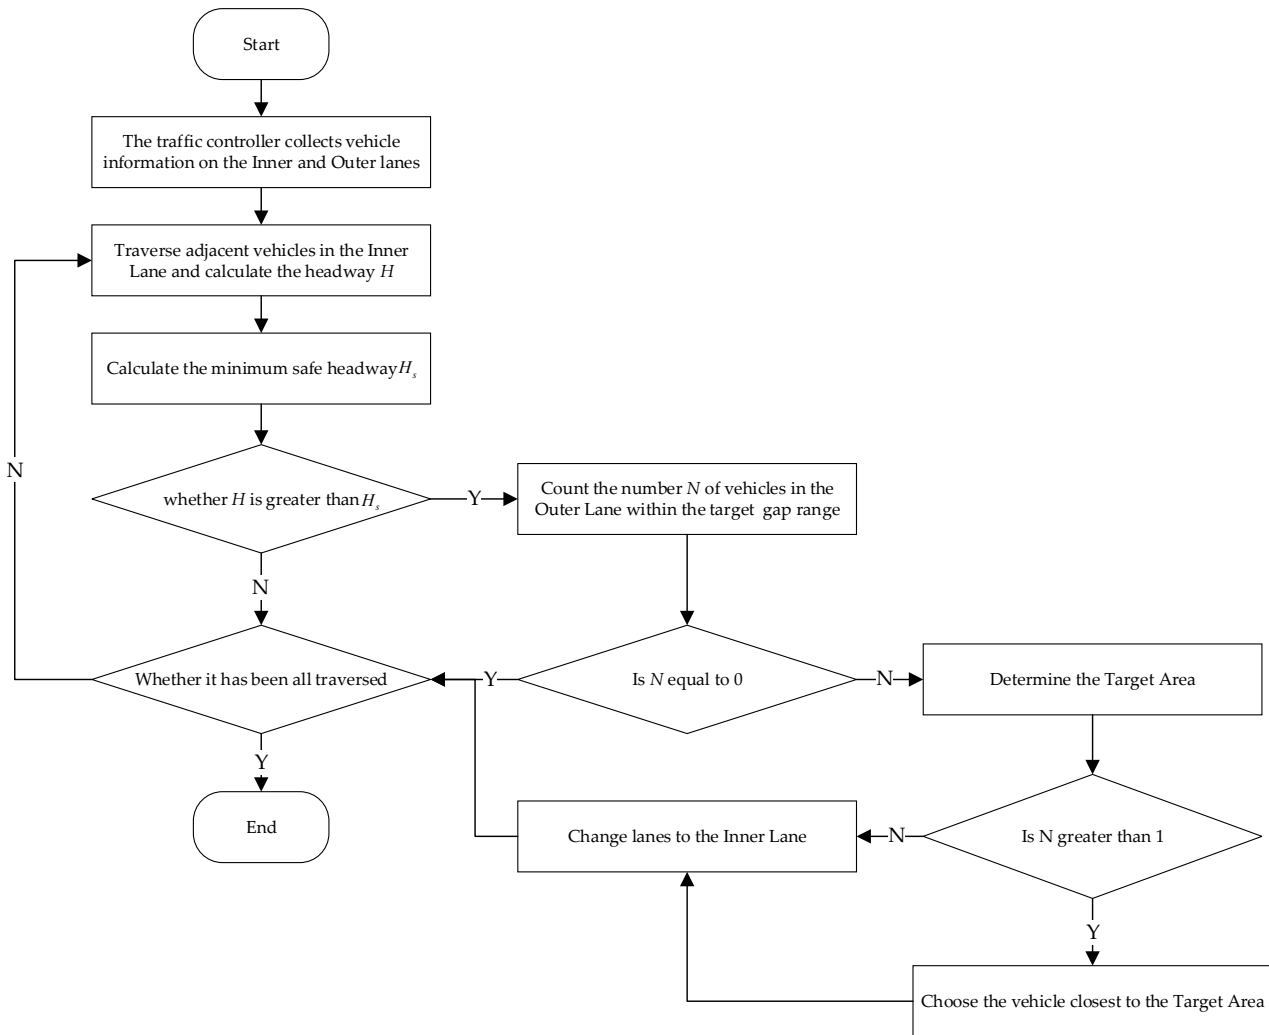 Start
The traffic controller collects vehicle
information on the Inner and Outer lanes
Traverse adjacent vehicles in the Inner
Lane and calculate the headway H
Calculate the minimum safe headway Hs
N
whether H is greater than Hs
Y
Count the number N of vehicles in the
Outer Lane within the target gap range
N
Whether it has been all traversed
Y
Is N equal to 0
N
Determine the Target Area
Y
End
Change lanes to the Inner Lane
N
Is N greater than 1
Y
Choose the vehicle closest to the Target Area